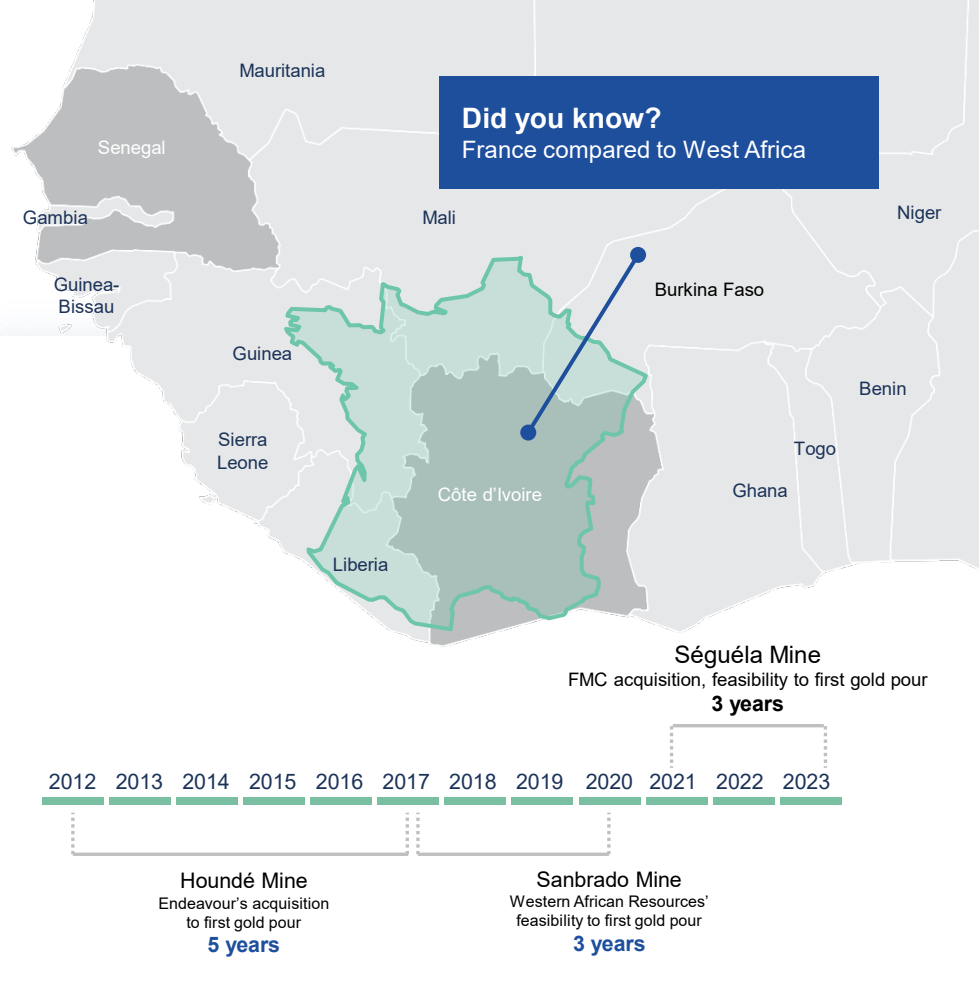 Mauritania
Did you know?
France compared to West Africa
Senegal
Gambia
Mali
Niger
Guinea-
Bissau
Burkina Faso
Guinea
Benin
Sierra
Leone
Togo
Ghana
Côte d'Ivoire
Liberia
Séguéla Mine
FMC acquisition, feasibility to first gold pour
3 years
2012 2013 2014 2015 2016 2017 2018 2019 2020 2021 2022 2023
Houndé Mine
Endeavour's acquisition
to first gold pour
5 years
Sanbrado Mine
Western African Resources'
feasibility to first gold pour
3 years